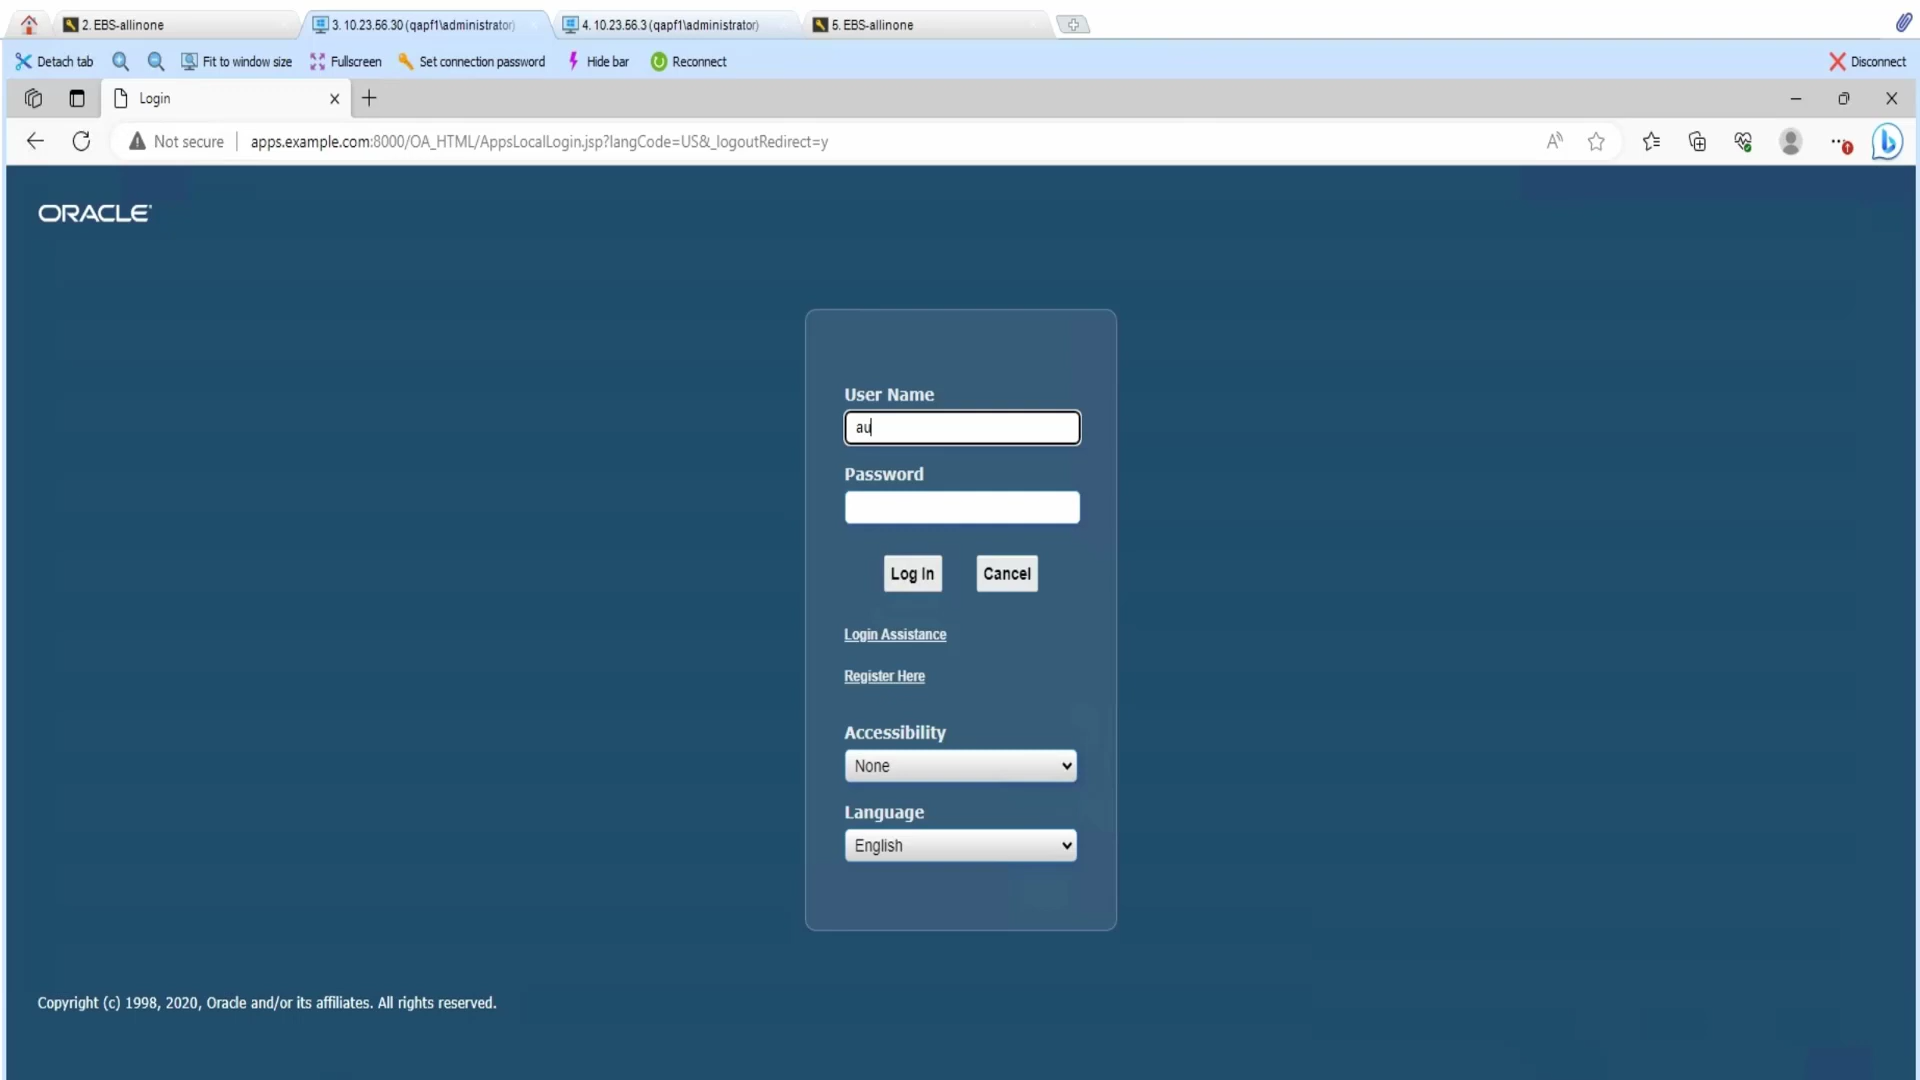 2. EBS-allinone
3. 10.23.56.30 (qapf1\administrator)
4. 10.23.56.3 (qapf1\administrator)
5. EBS-allinone
Detach tab
Fit to window size
Fullscreen
Set connection password
Hide bar
Reconnect
Disconnect
Login
Not secure
apps.example.com:8000/OA_HTML/AppsLocalLogin.jsp?langCode=US&_logoutRedirect=y
ORACLE
User Name
au
Password
Log In
Cancel
Login Assistance
Register Here
Accessibility
None
Language
English
Copyright (c) 1998, 2020, Oracle and/or its affiliates. All rights reserved.